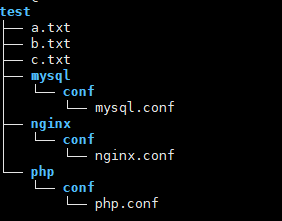 test
├── a.txt
├── b.txt
├── c.txt
├── mysql
│   └── conf
│       └── mysql.conf
├── nginx
│   └── conf
│       └── nginx.conf
└── php
    └── conf
        └── php.conf